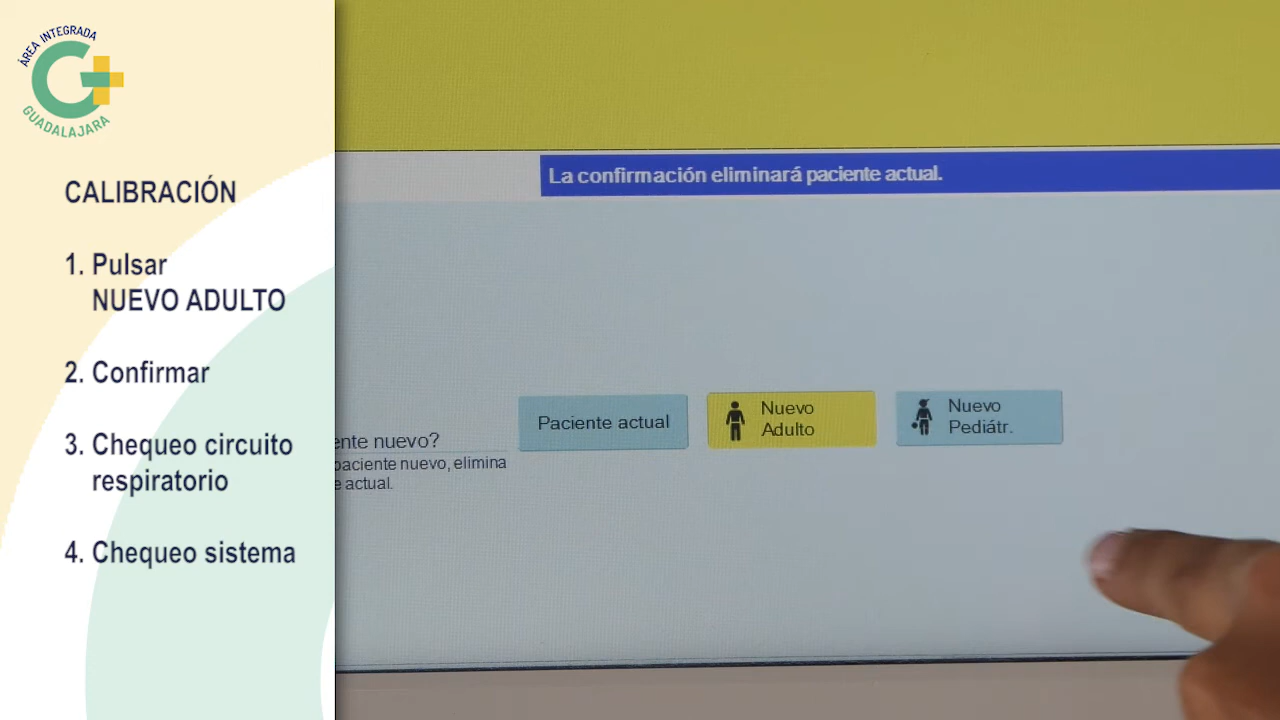 ÁREA INTEGRADA
GUADALAJARA
CALIBRACIÓN
1. Pulsar
NUEVO ADULTO
2. Confirmar
3. Chequeo circuito
respiratorio
4. Chequeo sistema
La confirmación eliminará paciente actual.
Paciente actual
Nuevo
Adulto
Nuevo
Pediátr.
nuevo?
paciente nuevo, elimina
actual.